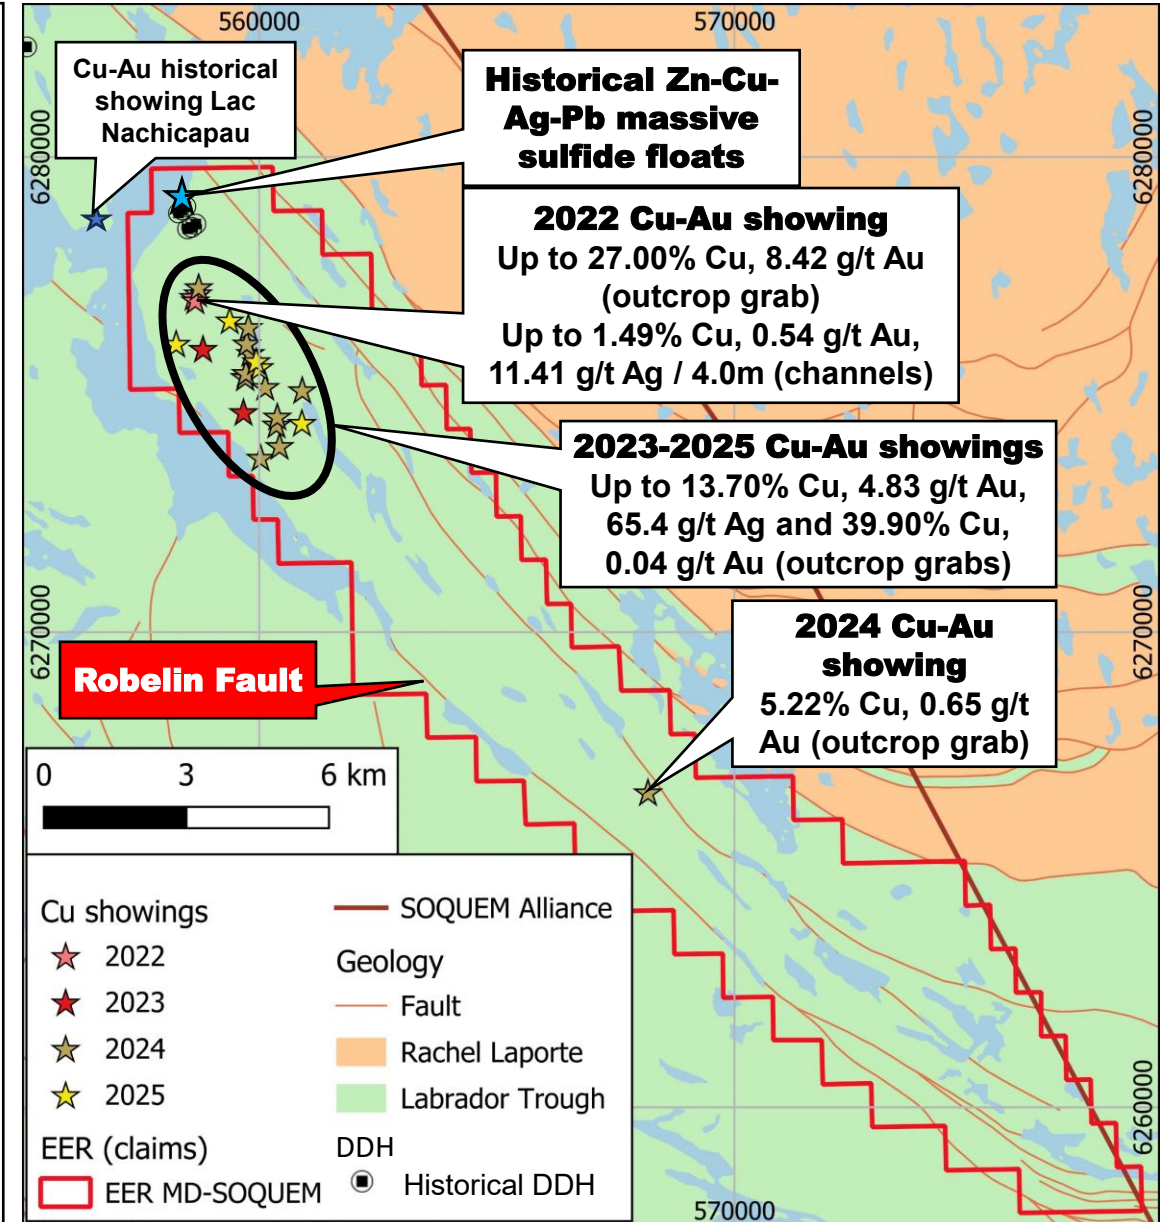 560000
570000
Cu-Au historical
showing Lac
Nachicapau
Historical Zn-Cu-
Ag-Pb massive
sulfide floats
6280000
6280000
2022 Cu-Au showing
Up to 27.00% Cu, 8.42 g/t Au
(outcrop grab)
Up to 1.49% Cu, 0.54 g/t Au,
11.41 g/t Ag / 4.0m (channels)
2023-2025 Cu-Au showings
Up to 13.70% Cu, 4.83 g/t Au,
65.4 g/t Ag and 39.90% Cu,
0.04 g/t Au (outcrop grabs)
6270000
6270000
2024 Cu-Au
showing
5.22% Cu, 0.65 g/t
Au (outcrop grab)
Robelin Fault
0 3 6 km
Cu showings
2022
2023
2024
2025
EER (claims)
EER MD-SOQUEM
SOQUEM Alliance
Geology
Fault
Rachel Laporte
Labrador Trough
DDH
Historical DDH
6260000
570000